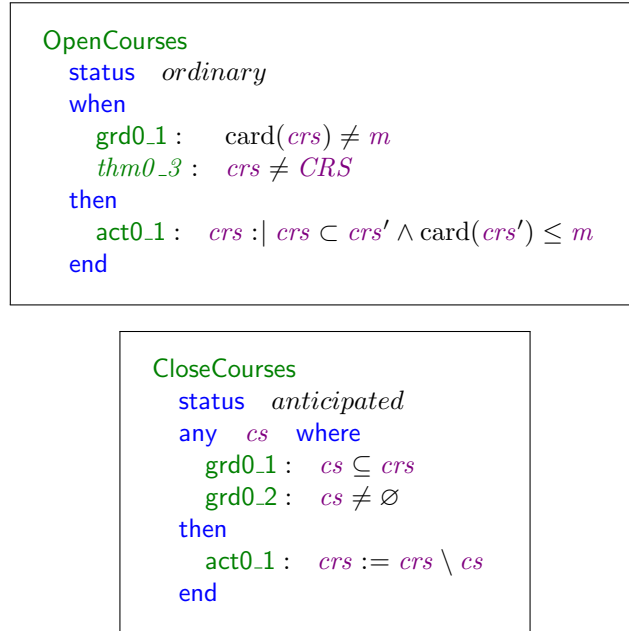 OpenCourses
status ordinary
when
grd0_1 : card(crs) ≠ m
thm0_3 : crs ≠ CRS
then
act0_1 : crs :| crs ⊂ crs′ ∧ card(crs′) ≤ m
end
CloseCourses
status anticipated
any cs where
grd0_1 : cs ⊆ crs
grd0_2 : cs ≠ ∅
then
act0_1 : crs := crs \ cs
end